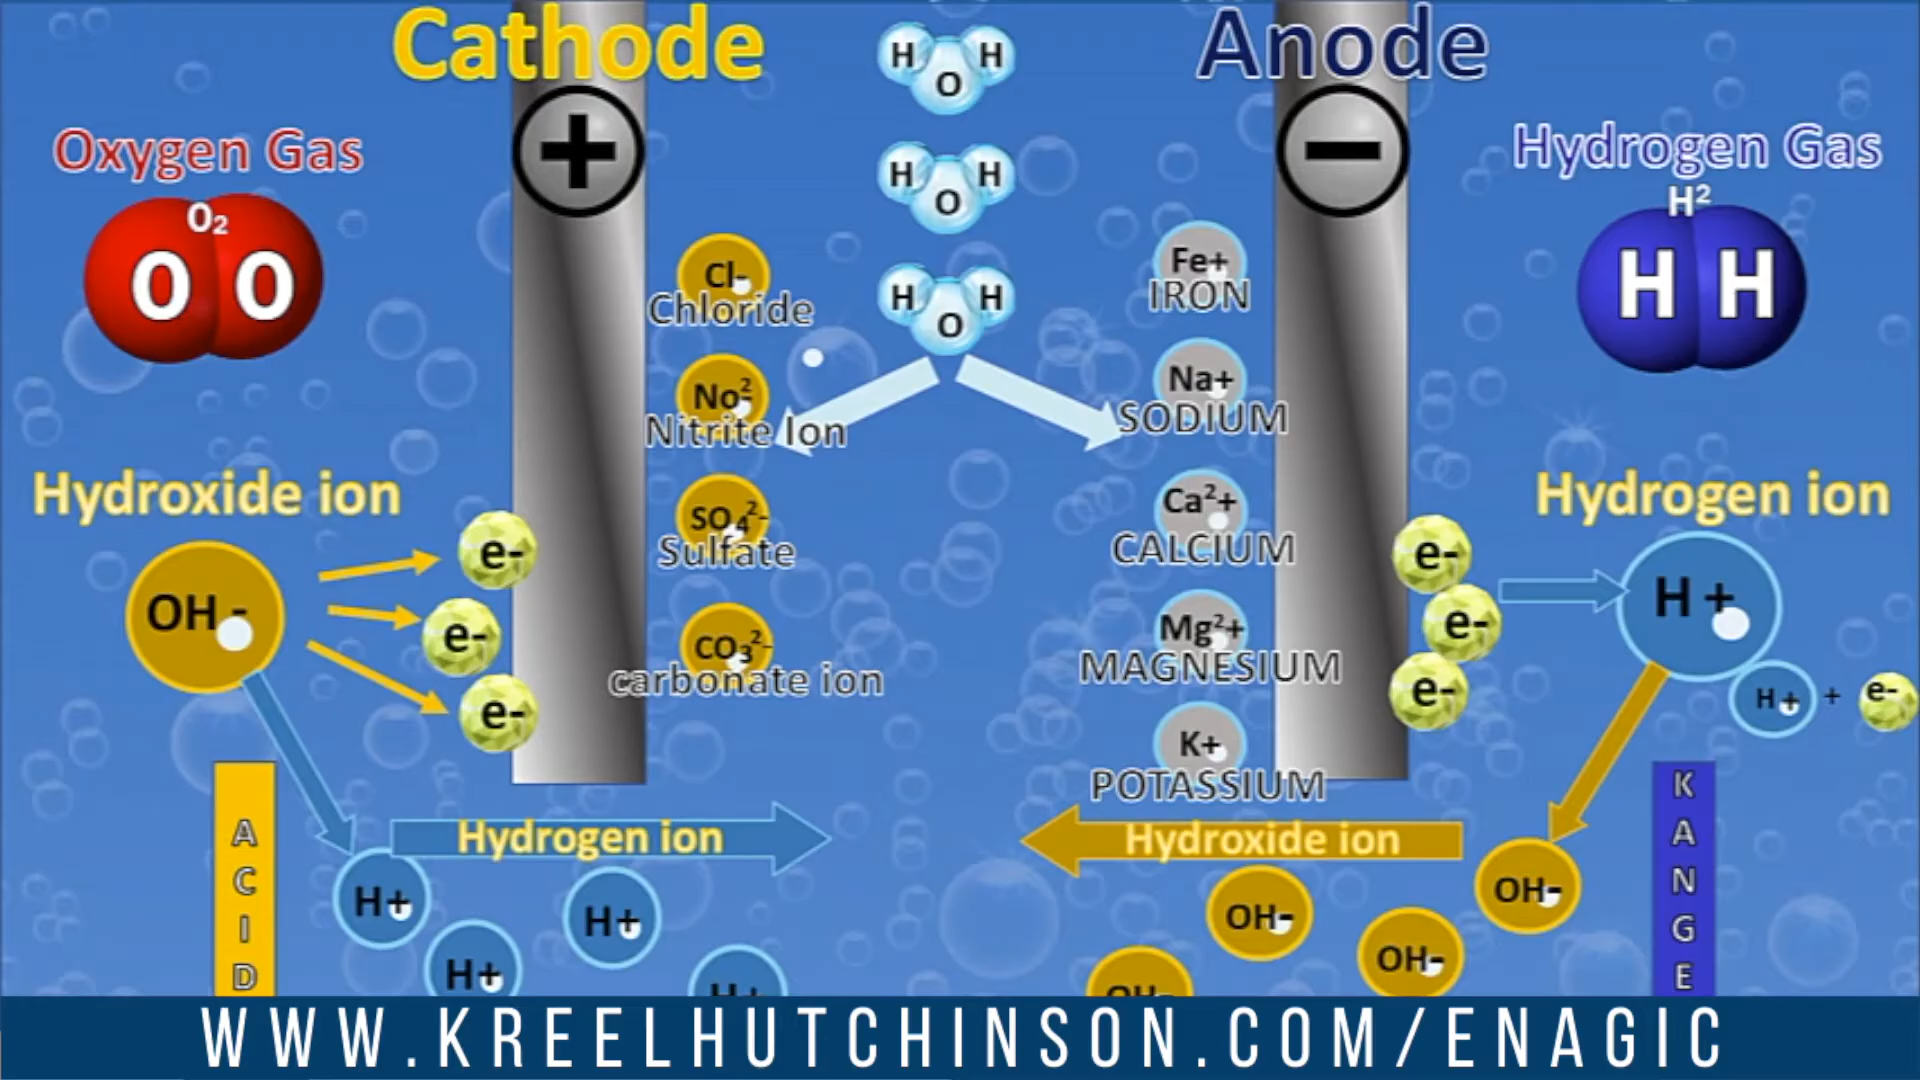 Cathode
Anode
+
−
Oxygen Gas
O₂
O O
Hydrogen Gas
H²
H H
H H
O
H H
O
H H
O
Cl-
Chloride
No²-
Nitrite Ion
SO₄²-
Sulfate
CO₃²-
carbonate ion
Fe+
IRON
Na+
SODIUM
Ca²+
CALCIUM
Mg²+
MAGNESIUM
K+
POTASSIUM
Hydroxide ion
OH-
e-
e-
e-
Hydrogen ion
e-
e-
e-
H+
H+ + e-
ACID
Hydrogen ion
H+
H+
H+
H+
Hydroxide ion
OH-
OH-
OH-
OH-
KANGE
WWW.KREELHUTCHINSON.COM/ENAGIC